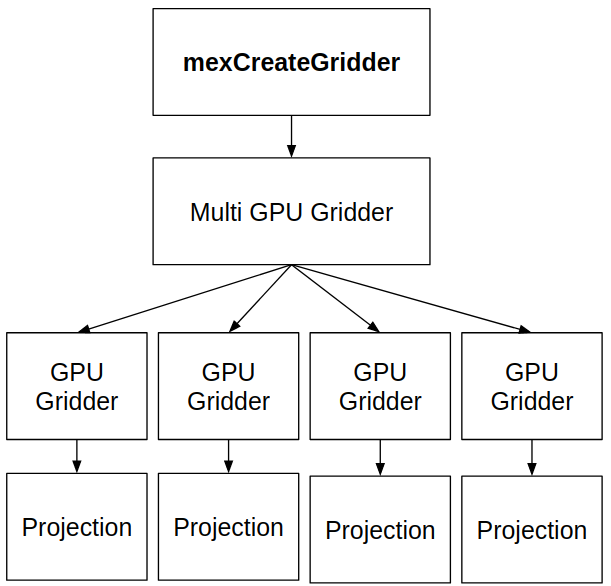 mexCreateGridder
Multi GPU Gridder
GPU
Gridder
GPU
Gridder
GPU
Gridder
GPU
Gridder
Projection
Projection
Projection
Projection